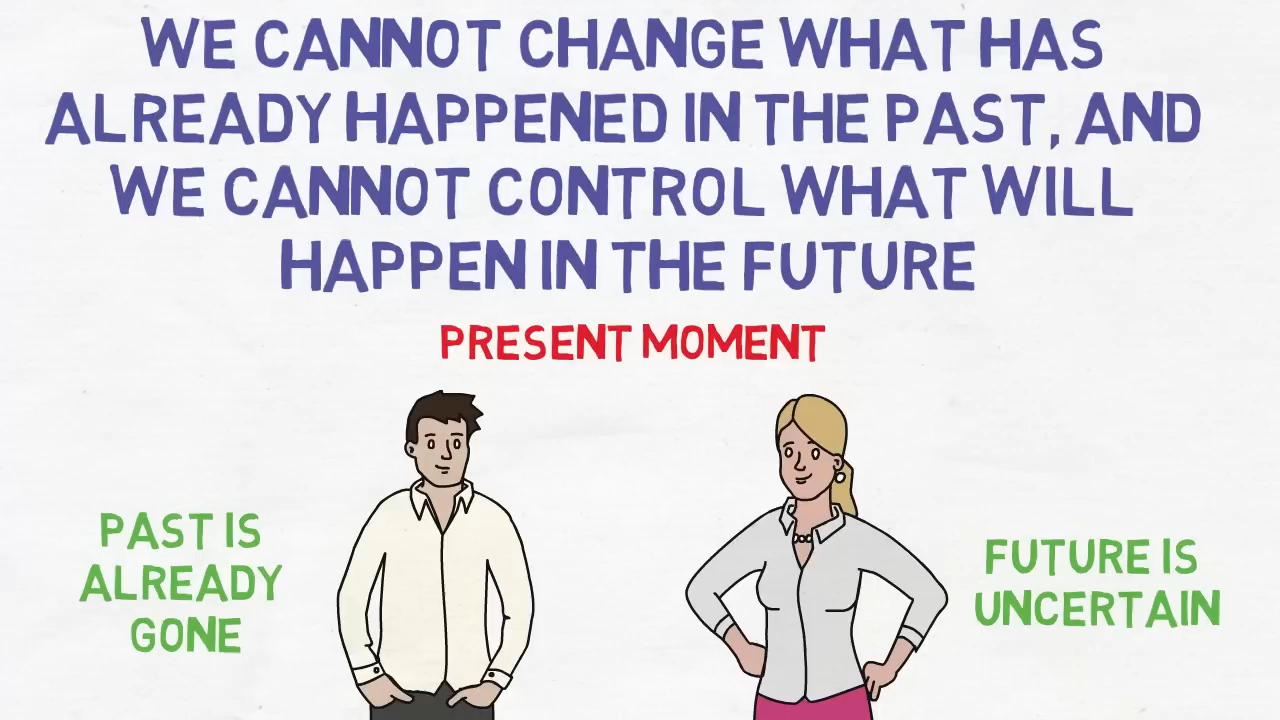 WE CANNOT CHANGE WHAT HAS
ALREADY HAPPENED IN THE PAST, AND
WE CANNOT CONTROL WHAT WILL
HAPPEN IN THE FUTURE
PRESENT MOMENT
PAST IS
ALREADY
GONE
FUTURE IS
UNCERTAIN